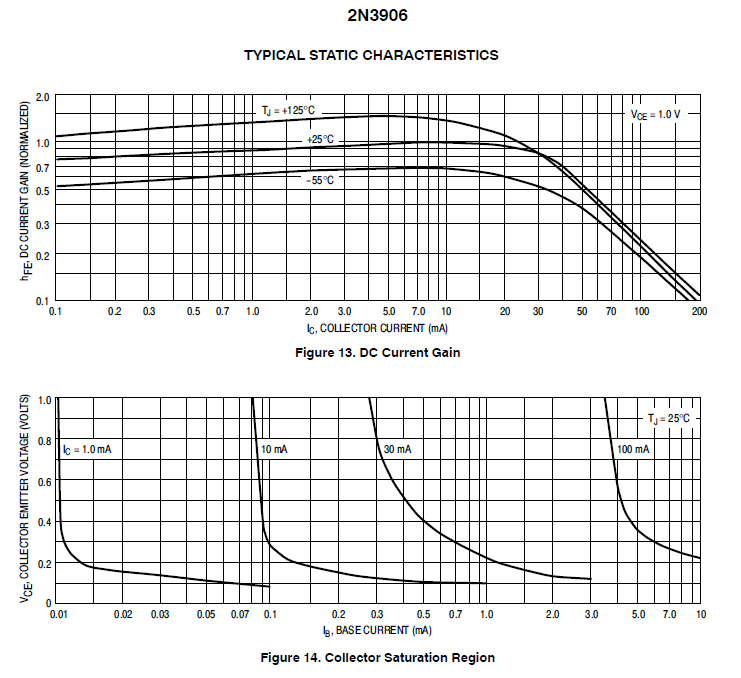 2N3906
TYPICAL STATIC CHARACTERISTICS
hFE, DC CURRENT GAIN (NORMALIZED)
2.0
1.0
0.7
0.5
0.3
0.2
0.1
TJ = +125°C
+25°C
-55°C
VCE = 1.0 V
0.1 0.2 0.3 0.5 0.7 1.0 2.0 3.0 5.0 7.0 10 20 30 50 70 100 200
IC, COLLECTOR CURRENT (mA)
Figure 13. DC Current Gain
VCE, COLLECTOR EMITTER VOLTAGE (VOLTS)
1.0
0.8
0.6
0.4
0.2
0
TJ = 25°C
IC = 1.0 mA 10 mA 30 mA 100 mA
0.01 0.02 0.03 0.05 0.07 0.1 0.2 0.3 0.5 0.7 1.0 2.0 3.0 5.0 7.0 10
IB, BASE CURRENT (mA)
Figure 14. Collector Saturation Region